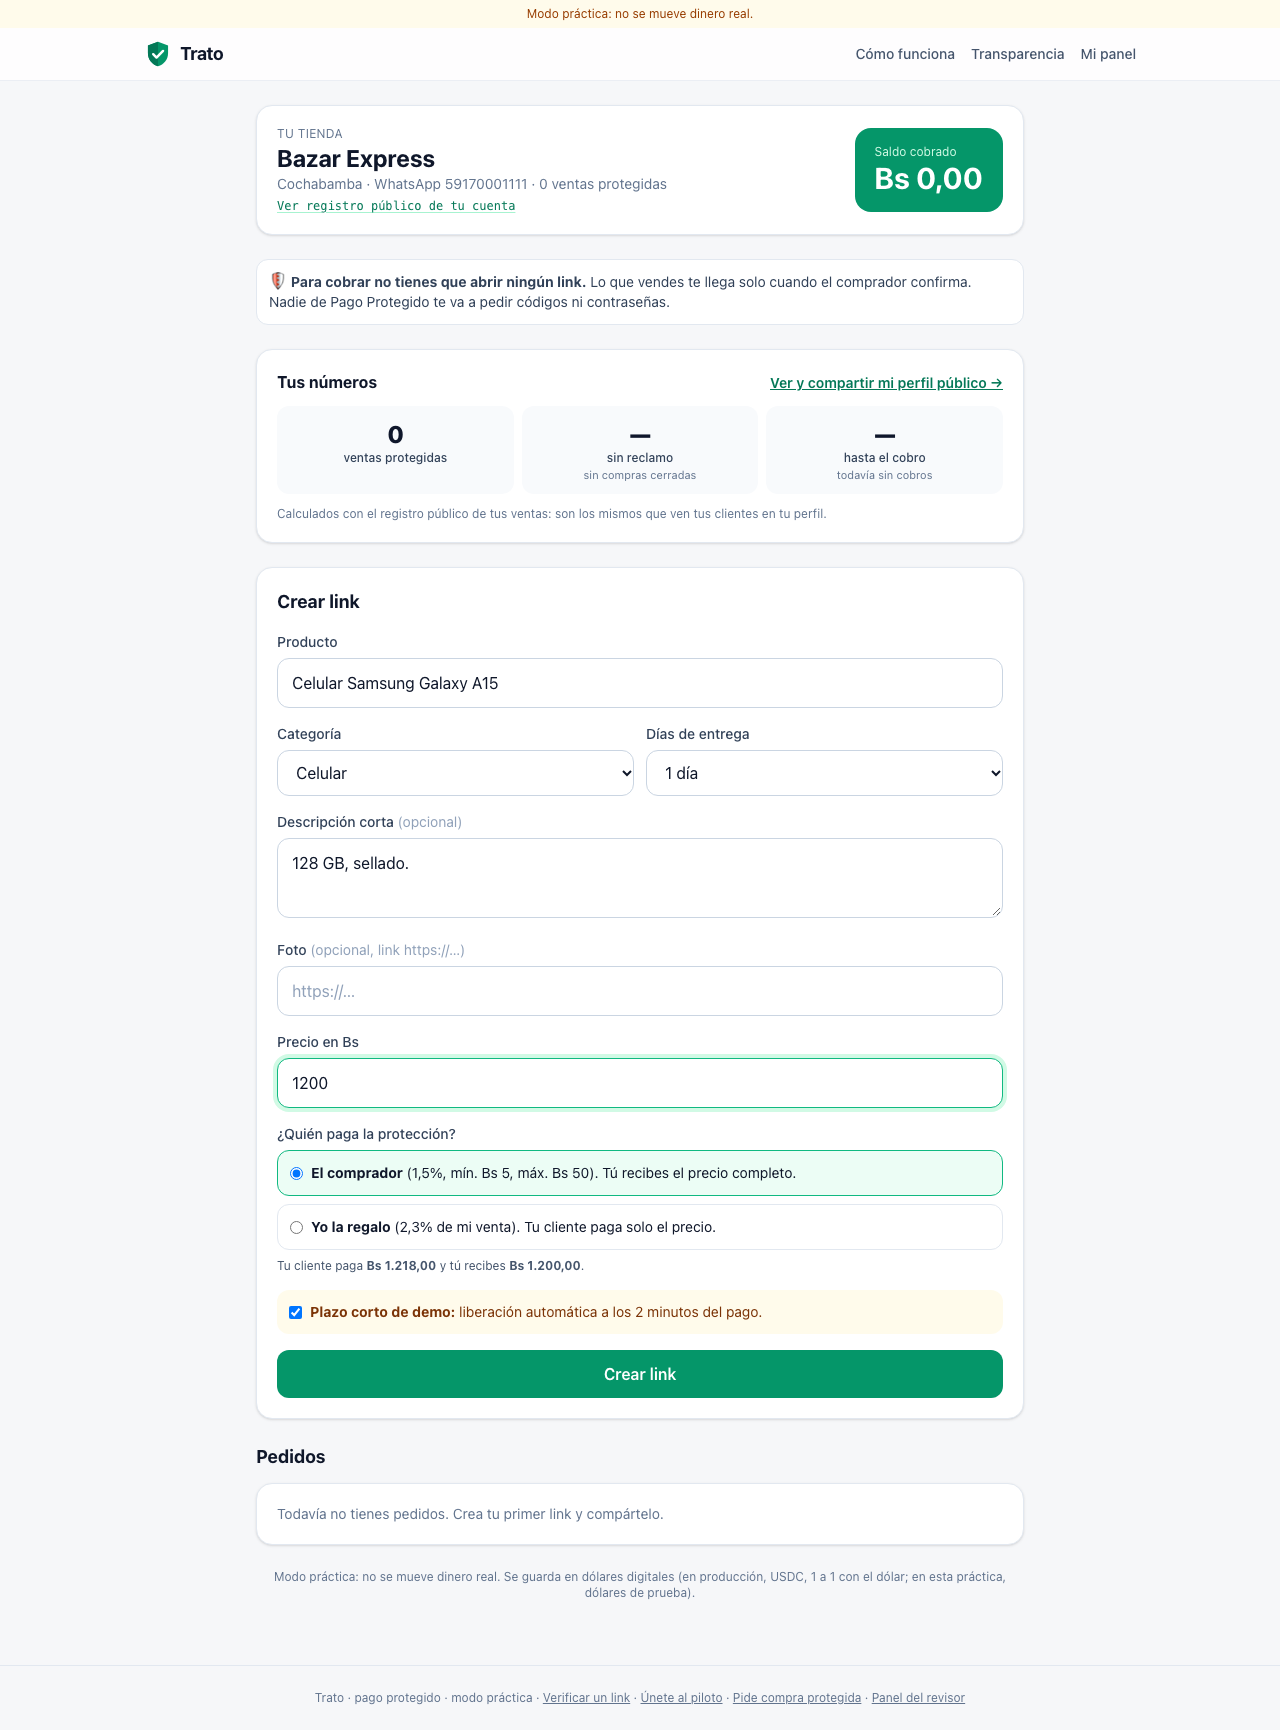 Modo práctica: no se mueve dinero real.
Trato
Cómo funciona
Transparencia
Mi panel
TU TIENDA
Bazar Express
Cochabamba · WhatsApp 59170001111 · 0 ventas protegidas
Ver registro público de tu cuenta
Saldo cobrado
Bs 0,00
Para cobrar no tienes que abrir ningún link. Lo que vendes te llega solo cuando el comprador confirma.
Nadie de Pago Protegido te va a pedir códigos ni contraseñas.
Tus números
Ver y compartir mi perfil público →
0
ventas protegidas
—
sin reclamo
sin compras cerradas
—
hasta el cobro
todavía sin cobros
Calculados con el registro público de tus ventas: son los mismos que ven tus clientes en tu perfil.
Crear link
Producto
Celular Samsung Galaxy A15
Categoría
Celular
Días de entrega
1 día
Descripción corta (opcional)
128 GB, sellado.
Foto (opcional, link https://...)
https://...
Precio en Bs
1200
¿Quién paga la protección?
El comprador (1,5%, mín. Bs 5, máx. Bs 50). Tú recibes el precio completo.
Yo la regalo (2,3% de mi venta). Tu cliente paga solo el precio.
Tu cliente paga Bs 1.218,00 y tú recibes Bs 1.200,00.
Plazo corto de demo: liberación automática a los 2 minutos del pago.
Crear link
Pedidos
Todavía no tienes pedidos. Crea tu primer link y compártelo.
Modo práctica: no se mueve dinero real. Se guarda en dólares digitales (en producción, USDC, 1 a 1 con el dólar; en esta práctica,
dólares de prueba).
Trato · pago protegido · modo práctica · Verificar un link · Únete al piloto · Pide compra protegida · Panel del revisor